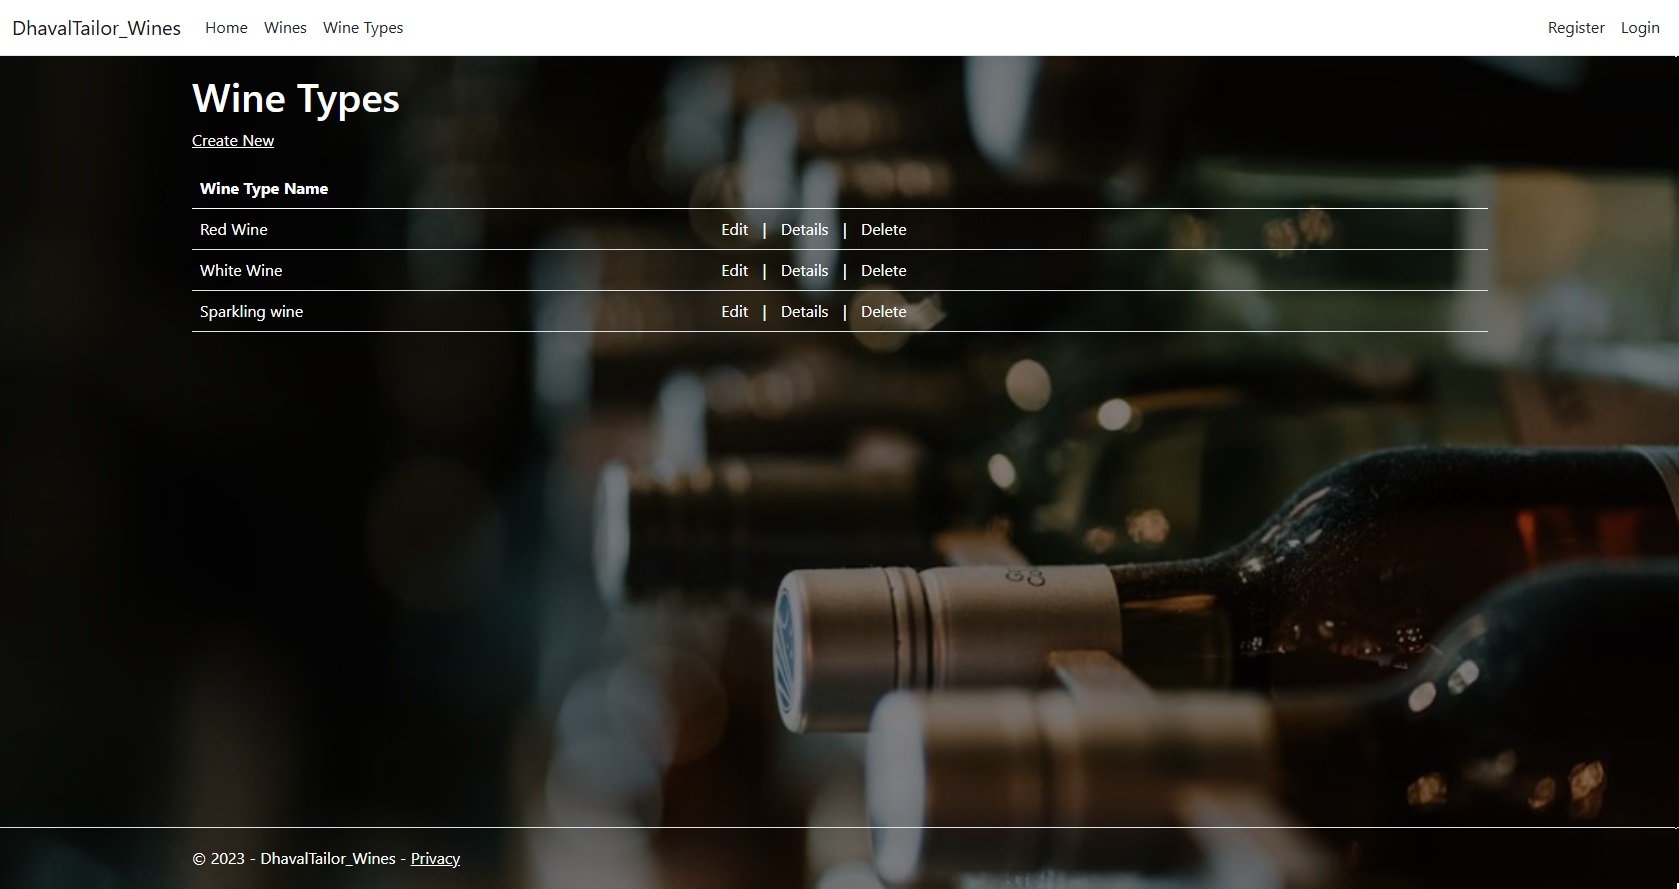 DhavalTailor_Wines Home Wines Wine Types Register Login
Wine Types
Create New
Wine Type Name
Red Wine Edit | Details | Delete
White Wine Edit | Details | Delete
Sparkling wine Edit | Details | Delete
© 2023 - DhavalTailor_Wines - Privacy